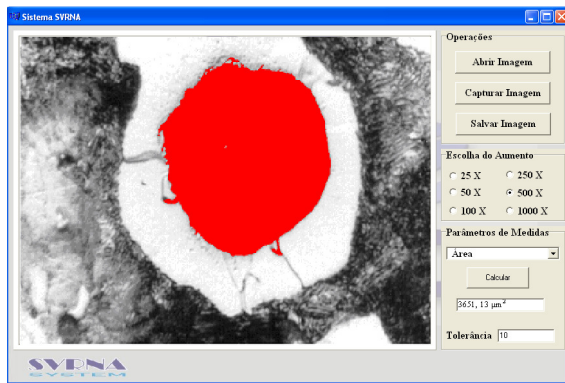 Sistema SVRNA
Operações
Abrir Imagem
Capturar Imagem
Salvar Imagem
Escolha do Aumento
25 X
250 X
50 X
500 X
100 X
1000 X
Parâmetros de Medidas
Área
Calcular
3651, 13 µm²
Tolerância
10
SVRNA
SYSTEM